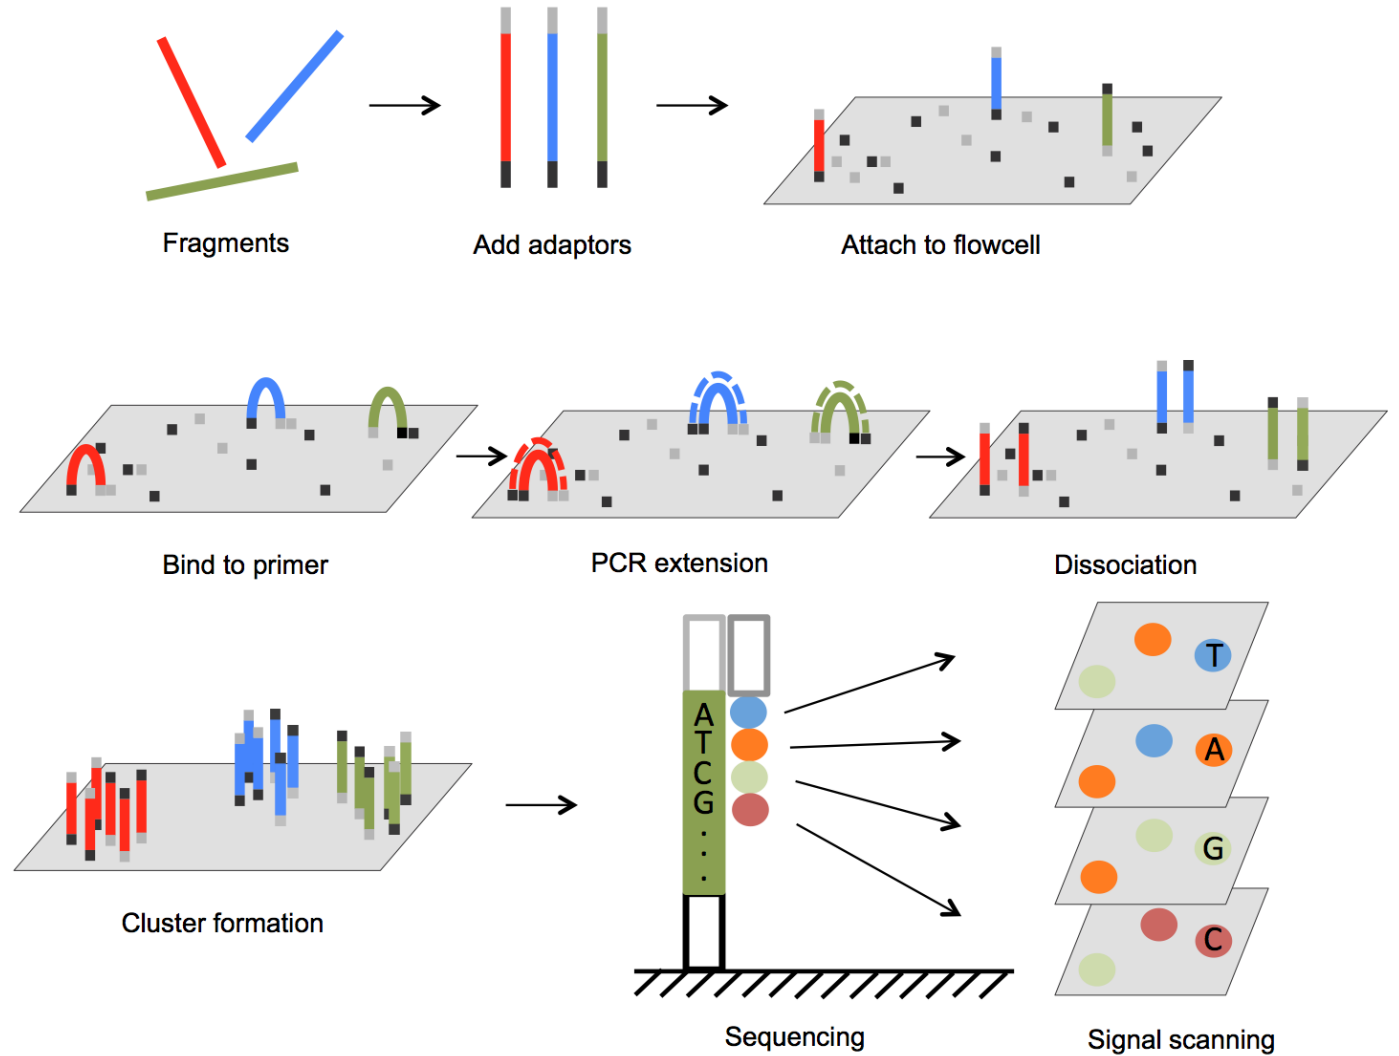 Fragments
Add adaptors
Attach to flowcell
Bind to primer
PCR extension
Dissociation
Cluster formation
A
T
C
G
.
.
.
T
A
G
C
Sequencing
Signal scanning